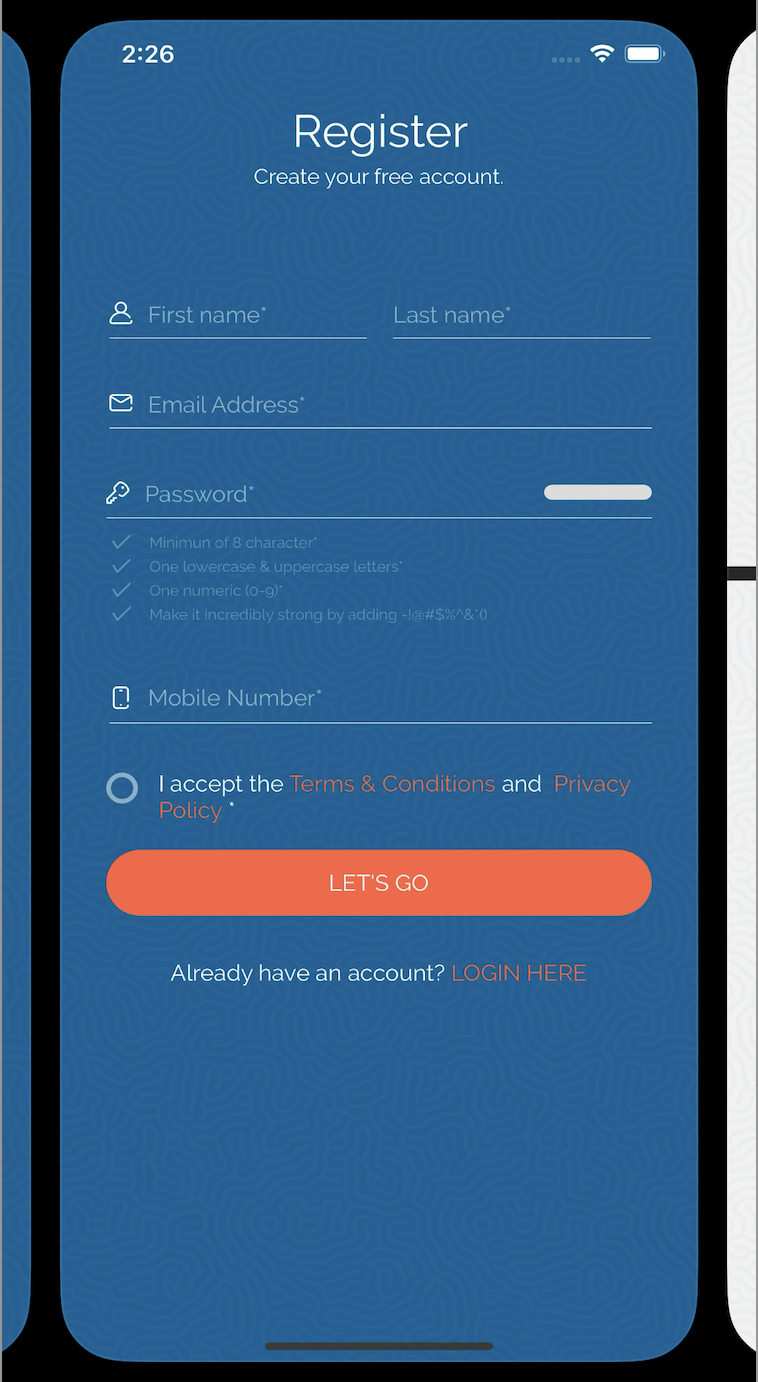 2:26
Register
Create your free account.
First name* Last name*
Email Address*
Password*
Minimun of 8 character*
One lowercase & uppercase letters*
One numeric (0-9)*
Make it incredibly strong by adding -!@#$%^&*()
Mobile Number*
I accept the Terms & Conditions and Privacy
Policy *
LET'S GO
Already have an account? LOGIN HERE